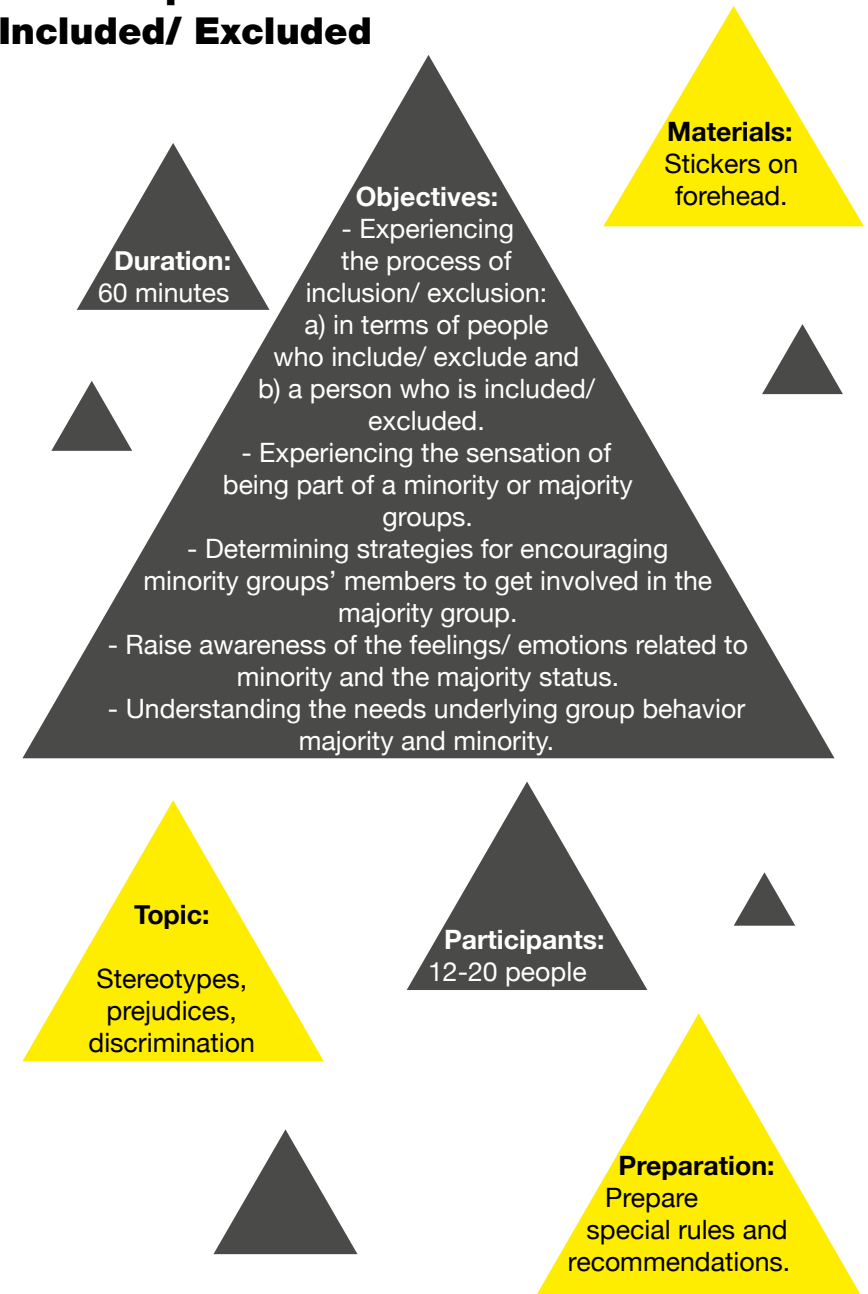 Included/ Excluded
Materials:
Stickers on
forehead.
Duration:
60 minutes
Objectives:
- Experiencing
the process of
inclusion/ exclusion:
a) in terms of people
who include/ exclude and
b) a person who is included/
excluded.
- Experiencing the sensation of
being part of a minority or majority
groups.
- Determining strategies for encouraging
minority groups’ members to get involved in the
majority group.
- Raise awareness of the feelings/ emotions related to
minority and the majority status.
- Understanding the needs underlying group behavior
majority and minority.
Topic:
Stereotypes,
prejudices,
discrimination
Participants:
12-20 people
Preparation:
Prepare
special rules and
recommendations.